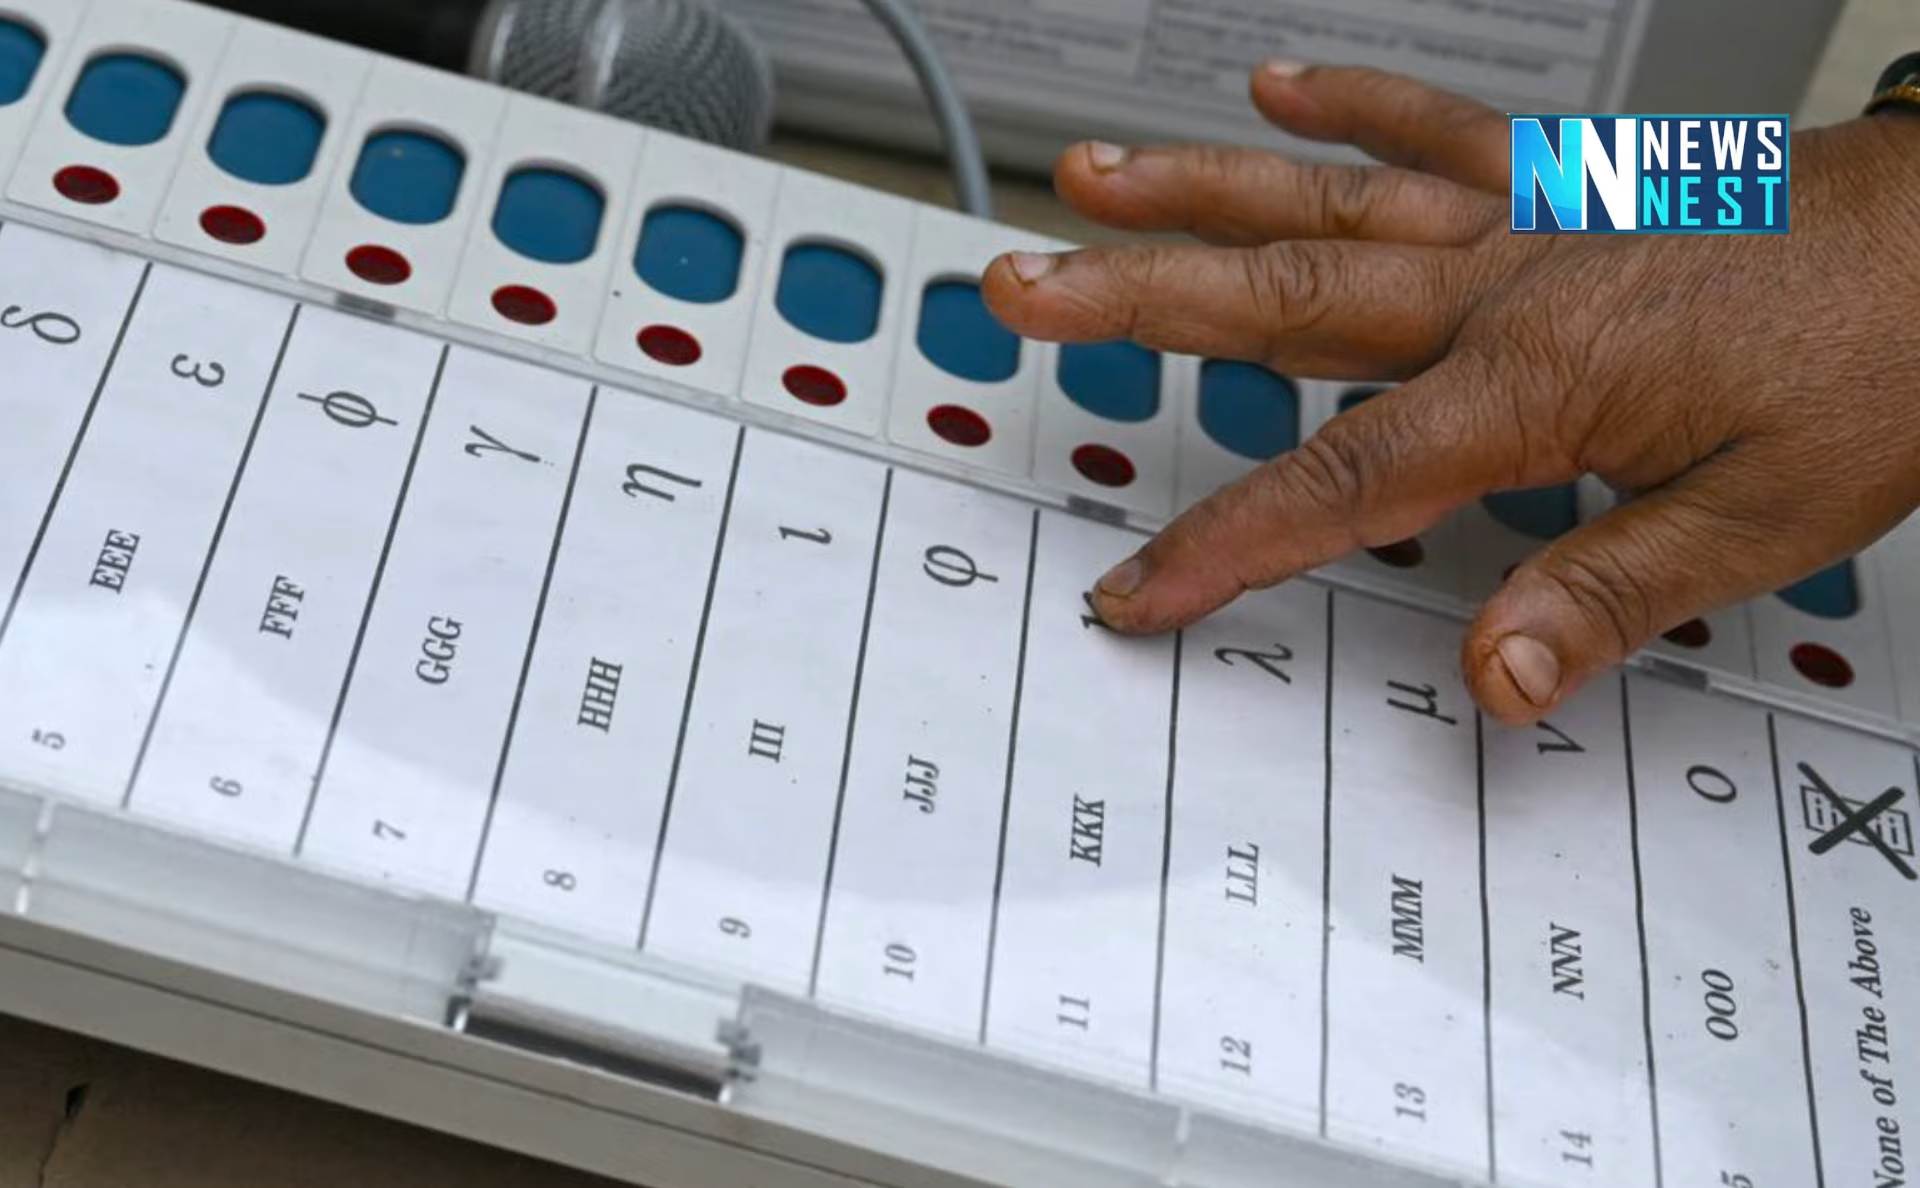 NEWS
NEST
5 EEE ε
6 FFF ϕ
7 GGG γ
8 HHH η
9 III ι
10 JJJ φ
11 KKK
12 LLL λ
13 MMM μ
14 NNN ν
5 OOO O
None of The Above